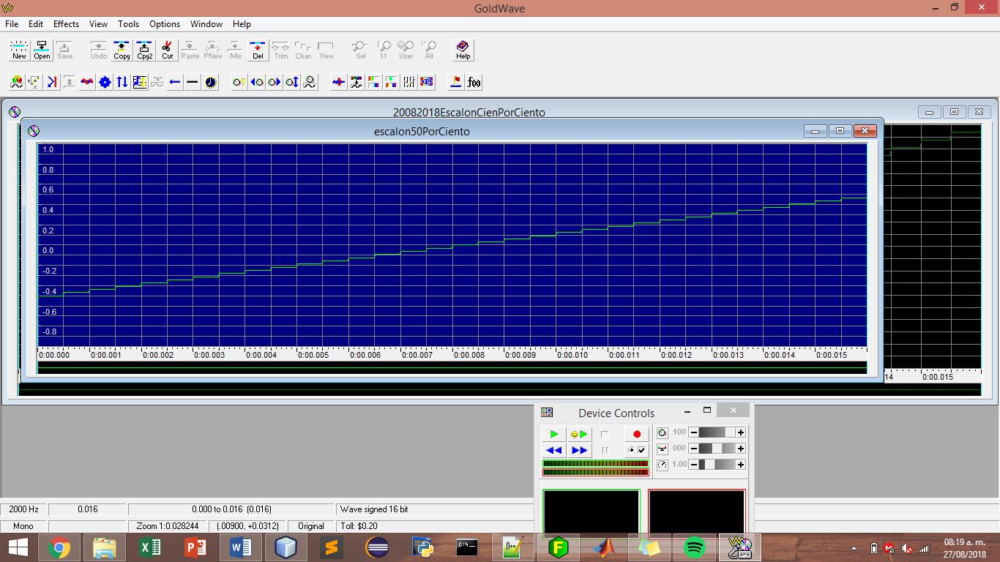 GoldWave
File Edit Effects View Tools Options Window Help
New Open Save Undo Copy Cpy2 Cut Paste PNew Mix Del Trim Chan View Sel 1:1 User All Help
f(x)
20082018EscalonCienPorCiento
escalon50PorCiento
1.0
0.8
0.6
0.4
0.2
0.0
-0.2
-0.4
-0.6
-0.8
0:00.000 0:00.001 0:00.002 0:00.003 0:00.004 0:00.005 0:00.006 0:00.007 0:00.008 0:00.009 0:00.010 0:00.011 0:00.012 0:00.013 0:00.014 0:00.015
14 0:00.015
Device Controls
100
000
1.00
2000 Hz 0.016 0.000 to 0.016 (0.016) Wave signed 16 bit
Mono Zoom 1:0.028244 (.00900, +0.0312) Original Toll: $0.20
08:19 a. m.
27/08/2018